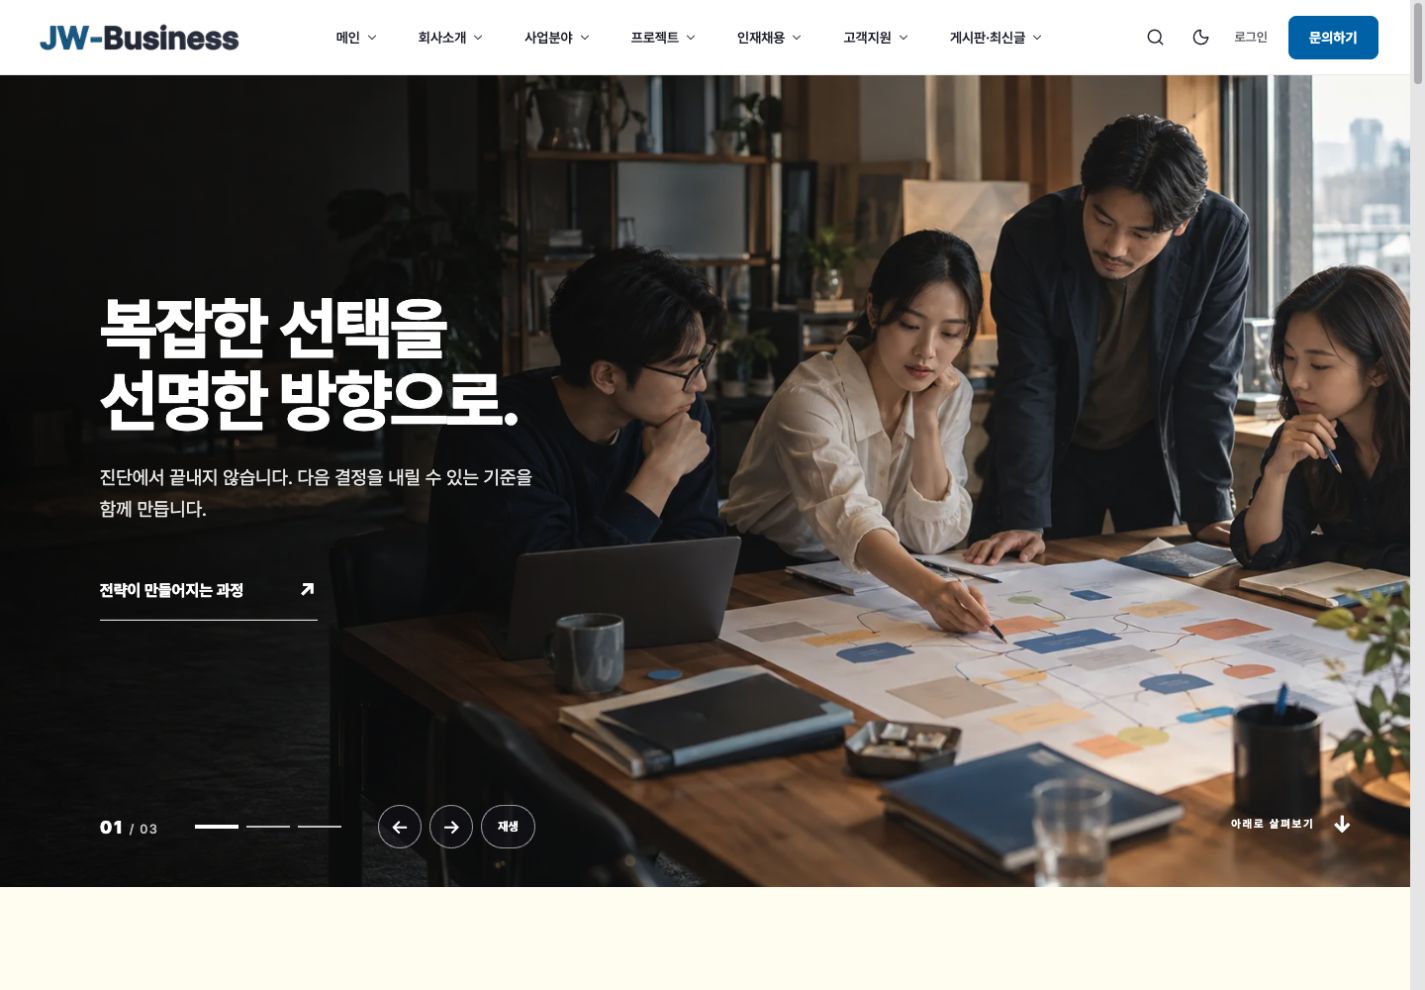 JW-Business
메인
회사소개
사업분야
프로젝트
인재채용
고객지원
게시판·최신글
로그인
문의하기
복잡한 선택을
선명한 방향으로.
진단에서 끝내지 않습니다. 다음 결정을 내릴 수 있는 기준을
함께 만듭니다.
전략이 만들어지는 과정
01 / 03
재생
아래로 살펴보기